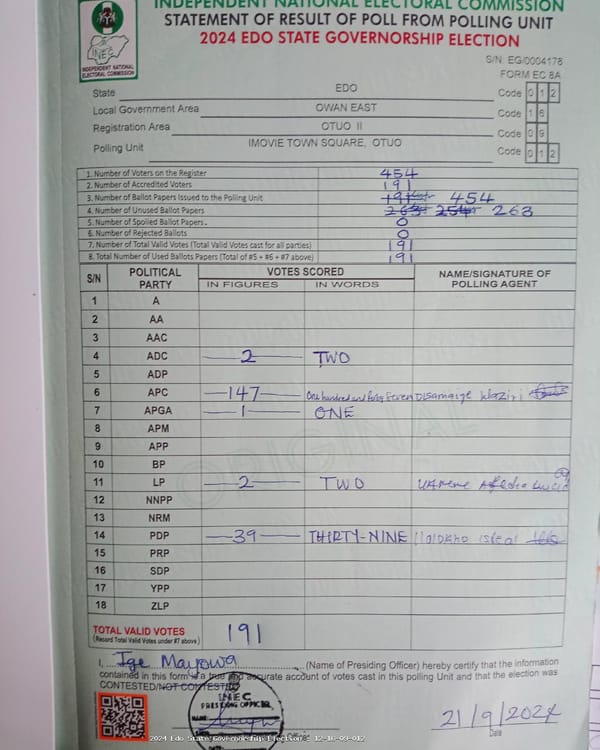 INDEPENDENT NATIONAL ELECTORAL COMMISSION
STATEMENT OF RESULT OF POLL FROM POLLING UNIT
2024 EDO STATE GOVERNORSHIP ELECTION
INEC
INDEPENDENT NATIONAL
ELECTORAL COMMISSION
S/N: EG/0004178
FORM EC 8A
State EDO Code 0 1 2
Local Government Area OWAN EAST Code 1 6
Registration Area OTUO II Code 0 9
Polling Unit IMOVIE TOWN SQUARE, OTUO Code 0 1 2
1. Number of Voters on the Register 454
2. Number of Accredited Voters 191
3. Number of Ballot Papers Issued to the Polling Unit 191 454
4. Number of Unused Ballot Papers 263 254 263
5. Number of Spoiled Ballot Papers. 0
6. Number of Rejected Ballots 0
7. Number of Total Valid Votes (Total Valid Votes cast for all parties) 191
8. Total Number of Used Ballots Papers (Total of #5 + #6 + #7 above) 191
S/N POLITICAL PARTY VOTES SCORED NAME/SIGNATURE OF POLLING AGENT
IN FIGURES IN WORDS
1 A
2 AA
3 AAC
4 ADC 2 TWO
5 ADP
6 APC 147 One hundred and forty seven
7 APGA 1 ONE
8 APM
9 APP
10 BP
11 LP 2 TWO
12 NNPP
13 NRM
14 PDP 39 THIRTY-NINE
15 PRP
16 SDP
17 YPP
18 ZLP
TOTAL VALID VOTES 191
(Record Total Valid Votes under #7 above)
I, Ige Mayowa (Name of Presiding Officer) hereby certify that the information
contained in this form is a true and accurate account of votes cast in this polling Unit and that the election was
CONTESTED/NOT CONTESTED
INEC
PRESIDING OFFICER
NAME
DATE
21/9/2024
Date
2024 Edo State Governorship Election - 12-16-09-012
ORIGINAL